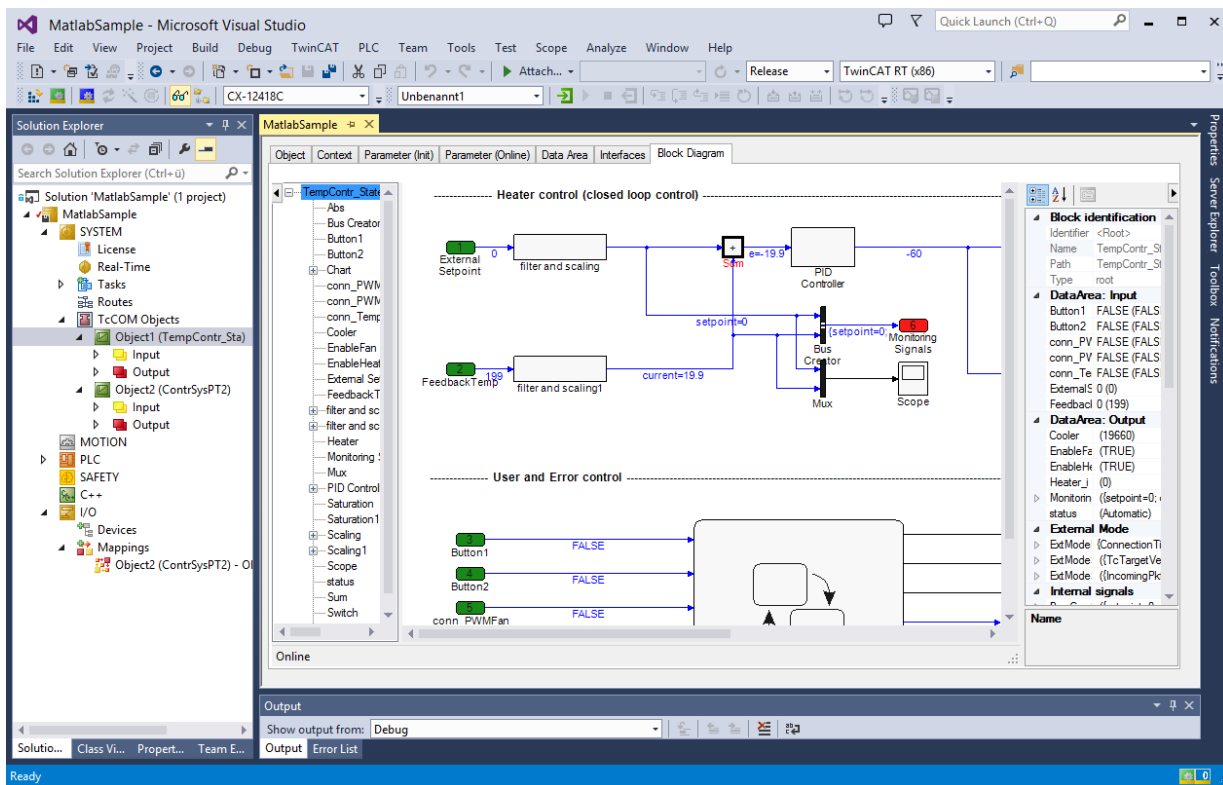 MatlabSample - Microsoft Visual Studio
Quick Launch (Ctrl+Q)
File Edit View Project Build Debug TwinCAT PLC Team Tools Test Scope Analyze Window Help
Attach... Release TwinCAT RT (x86)
CX-12418C Unbenannt1
Solution Explorer
Search Solution Explorer (Ctrl+ü)
Solution 'MatlabSample' (1 project)
MatlabSample
SYSTEM
License
Real-Time
Tasks
Routes
TcCOM Objects
Object1 (TempContr_Sta)
Input
Output
Object2 (ContrSysPT2)
Input
Output
MOTION
PLC
SAFETY
C++
I/O
Devices
Mappings
Object2 (ContrSysPT2) - Ol
Solutio... Class Vi... Propert... Team E...
MatlabSample
Object Context Parameter (Init) Parameter (Online) Data Area Interfaces Block Diagram
TempContr_State
Abs
Bus Creator
Button1
Button2
Chart
conn_PWM
conn_PWM
conn_Temp
Cooler
EnableFan
EnableHeat
External Se
FeedbackT
filter and sc
filter and sc
Heater
Monitoring S
Mux
PID Control
Saturation
Saturation1
Scaling
Scaling1
Scope
status
Sum
Switch
Heater control (closed loop control)
1
External
Setpoint
0
filter and scaling
+
Sum
e=-19.9
PID
Controller
-60
setpoint=0
{setpoint=0;
Bus
Creator
6
Monitoring
Signals
2
FeedbackTemp
199
filter and scaling1
current=19.9
Mux
Scope
User and Error control
3
Button1
FALSE
4
Button2
FALSE
5
conn_PWMFan
FALSE
Online
Block identification
Identifier <Root>
Name TempContr_St
Path TempContr_St
Type root
DataArea: Input
Button1 FALSE (FALS
Button2 FALSE (FALS
conn_PV FALSE (FALS
conn_PV FALSE (FALS
conn_Te FALSE (FALS
ExternalS 0 (0)
Feedbacl 0 (199)
DataArea: Output
Cooler (19660)
EnableFa (TRUE)
EnableHe (TRUE)
Heater_i (0)
Monitorin ({setpoint=0;
status (Automatic)
External Mode
ExtMode {ConnectionTi
ExtMode ({TcTargetVe
ExtMode ({IncomingPkt
Internal signals
Name
Properties
Server Explorer
Toolbox
Notifications
Output
Show output from: Debug
Output Error List
Ready
0